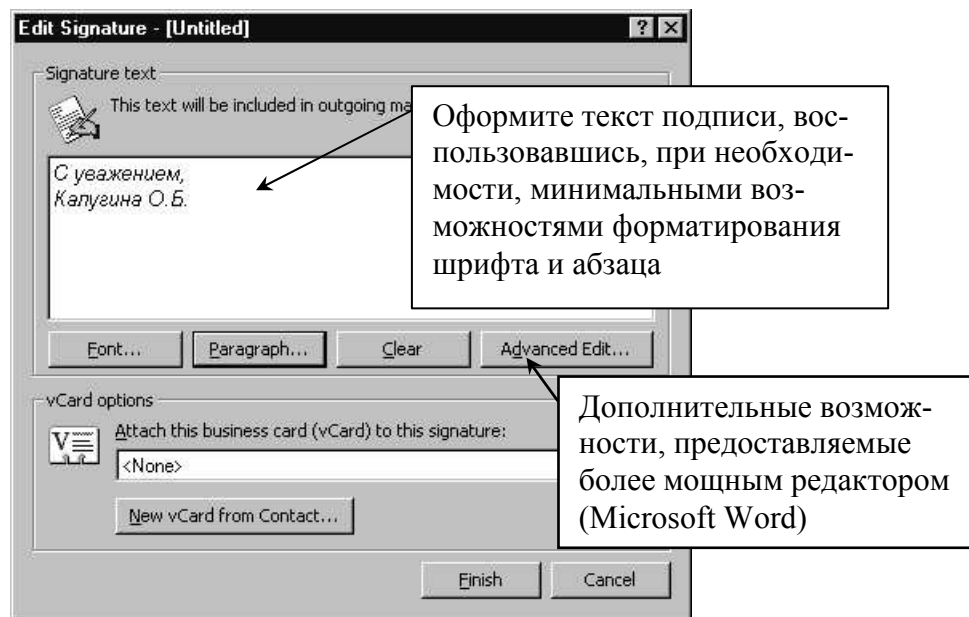 Edit Signature - [Untitled]
Signature text
This text will be included in outgoing
Оформите текст подписи, вос-
пользовавшись, при необходи-
мости, минимальными воз-
можностями форматирования
шрифта и абзаца
С уважением,
Капугина О.Б.
Font...
Paragraph...
Clear
Advanced Edit...
vCard options
Attach this business card (vCard) to this signature:
<None>
New vCard from Contact...
Дополнительные возмож-
ности, предоставляемые
более мощным редактором
(Microsoft Word)
Finish
Cancel